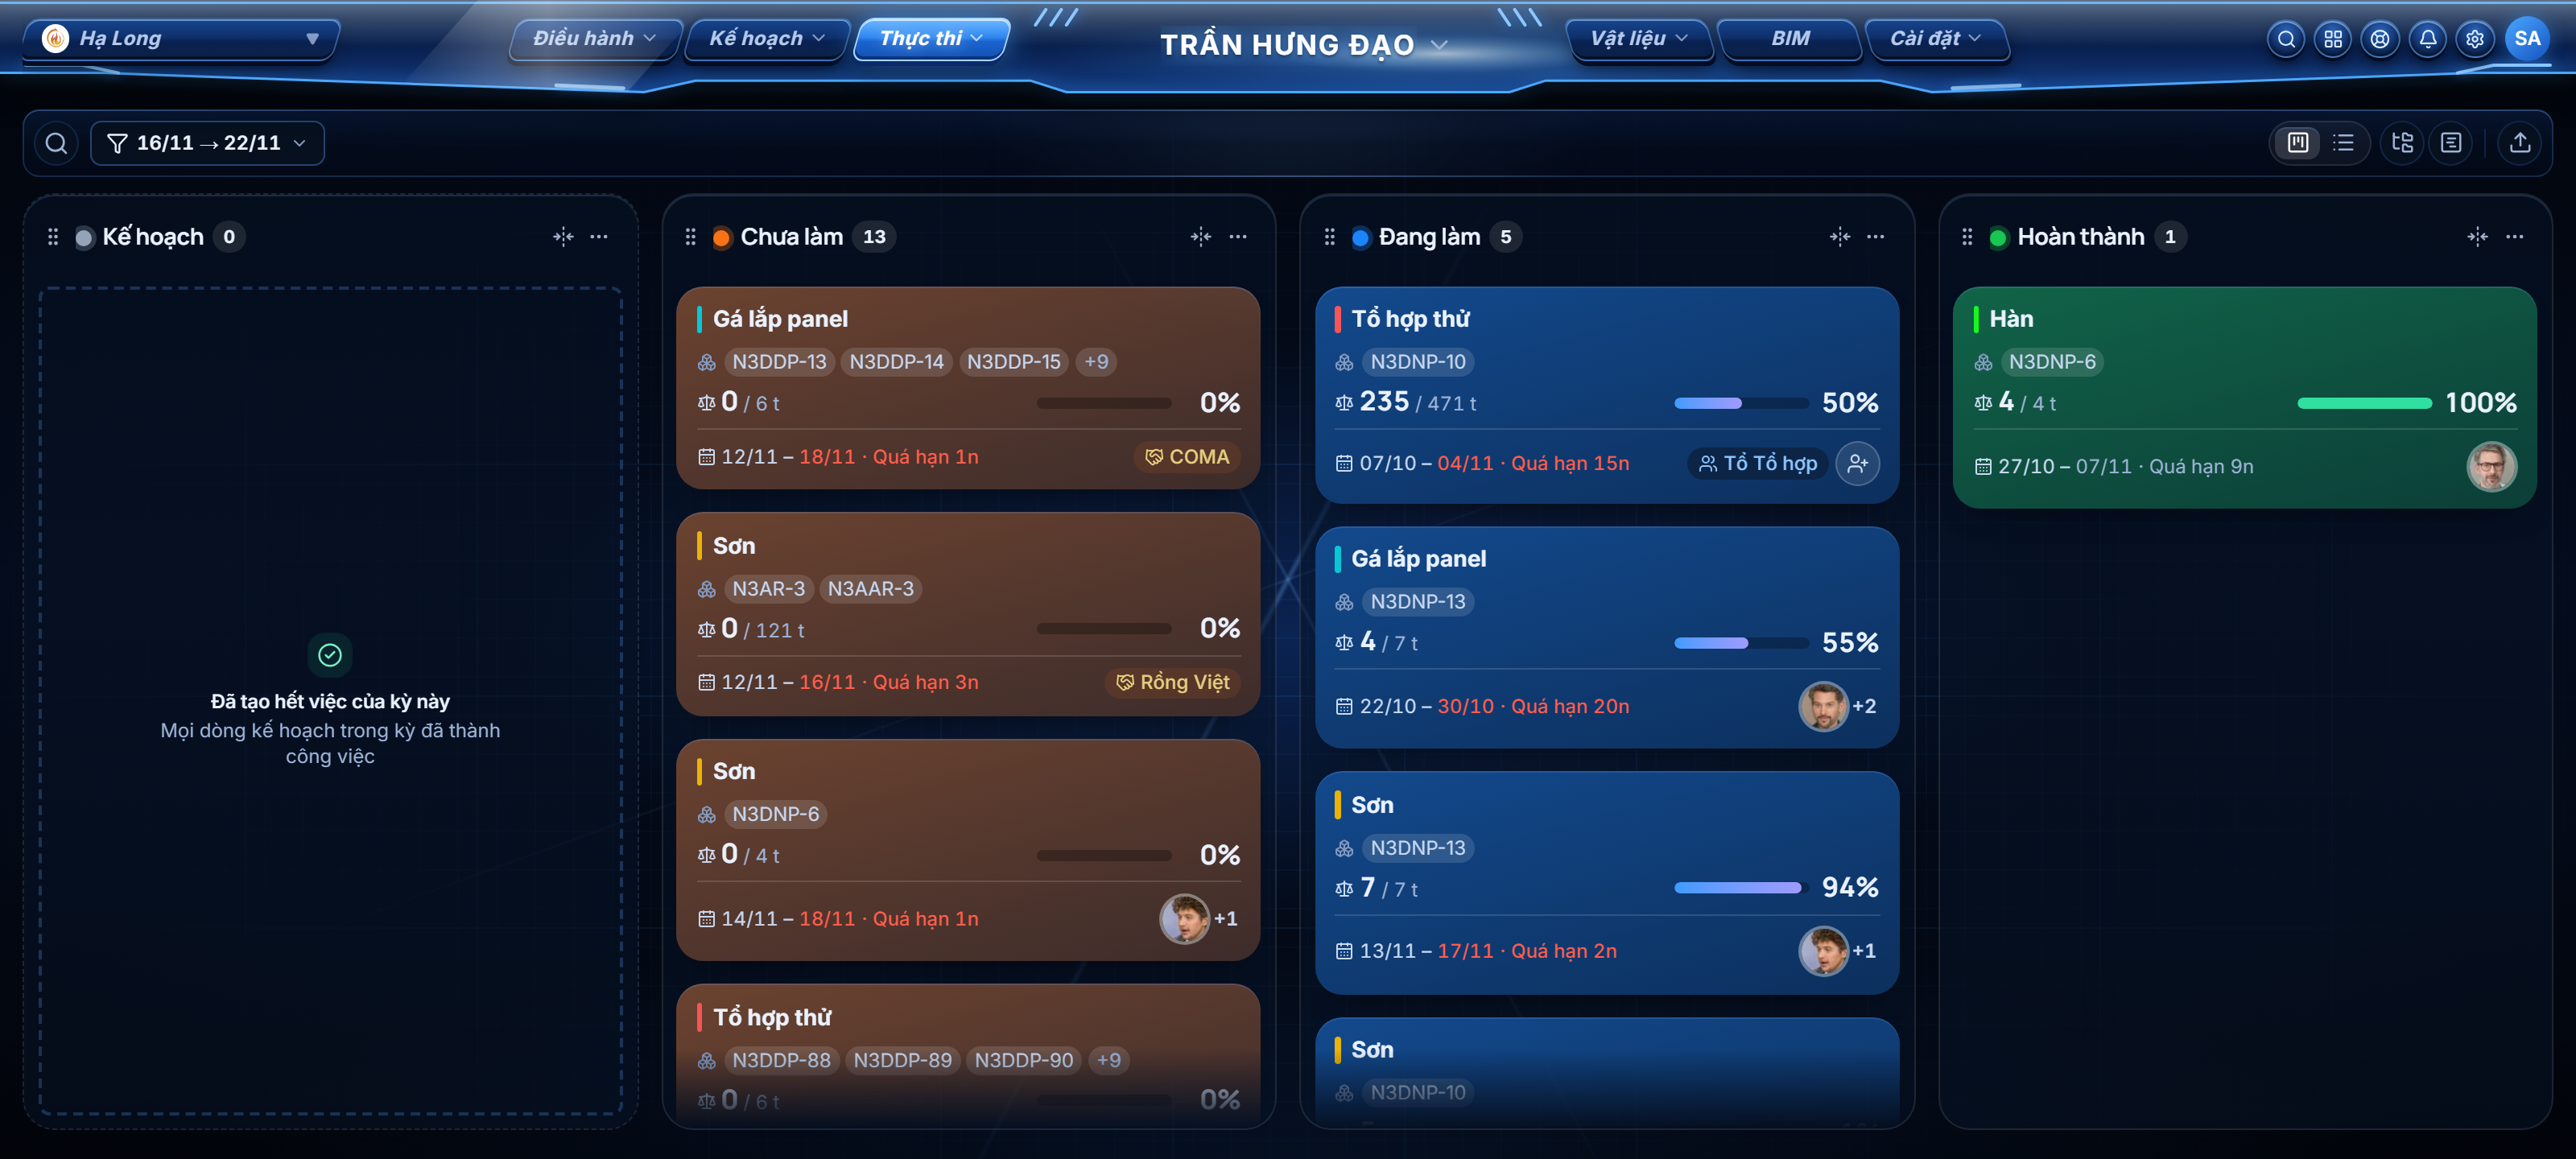 Hạ Long
Điều hành
Kế hoạch
Thực thi
TRẦN HƯNG ĐẠO
Vật liệu
BIM
Cài đặt
SA
16/11 → 22/11
Kế hoạch 0
Đã tạo hết việc của kỳ này
Mọi dòng kế hoạch trong kỳ đã thành
công việc
Chưa làm 13
Gá lắp panel
N3DDP-13 N3DDP-14 N3DDP-15 +9
0 / 6 t 0%
12/11 – 18/11 · Quá hạn 1n COMA
Sơn
N3AR-3 N3AAR-3
0 / 121 t 0%
12/11 – 16/11 · Quá hạn 3n Rồng Việt
Sơn
N3DNP-6
0 / 4 t 0%
14/11 – 18/11 · Quá hạn 1n +1
Tổ hợp thử
N3DDP-88 N3DDP-89 N3DDP-90 +9
0 / 6 t 0%
Đang làm 5
Tổ hợp thử
N3DNP-10
235 / 471 t 50%
07/10 – 04/11 · Quá hạn 15n Tổ Tổ hợp
Gá lắp panel
N3DNP-13
4 / 7 t 55%
22/10 – 30/10 · Quá hạn 20n +2
Sơn
N3DNP-13
7 / 7 t 94%
13/11 – 17/11 · Quá hạn 2n +1
Sơn
N3DNP-10
Hoàn thành 1
Hàn
N3DNP-6
4 / 4 t 100%
27/10 – 07/11 · Quá hạn 9n